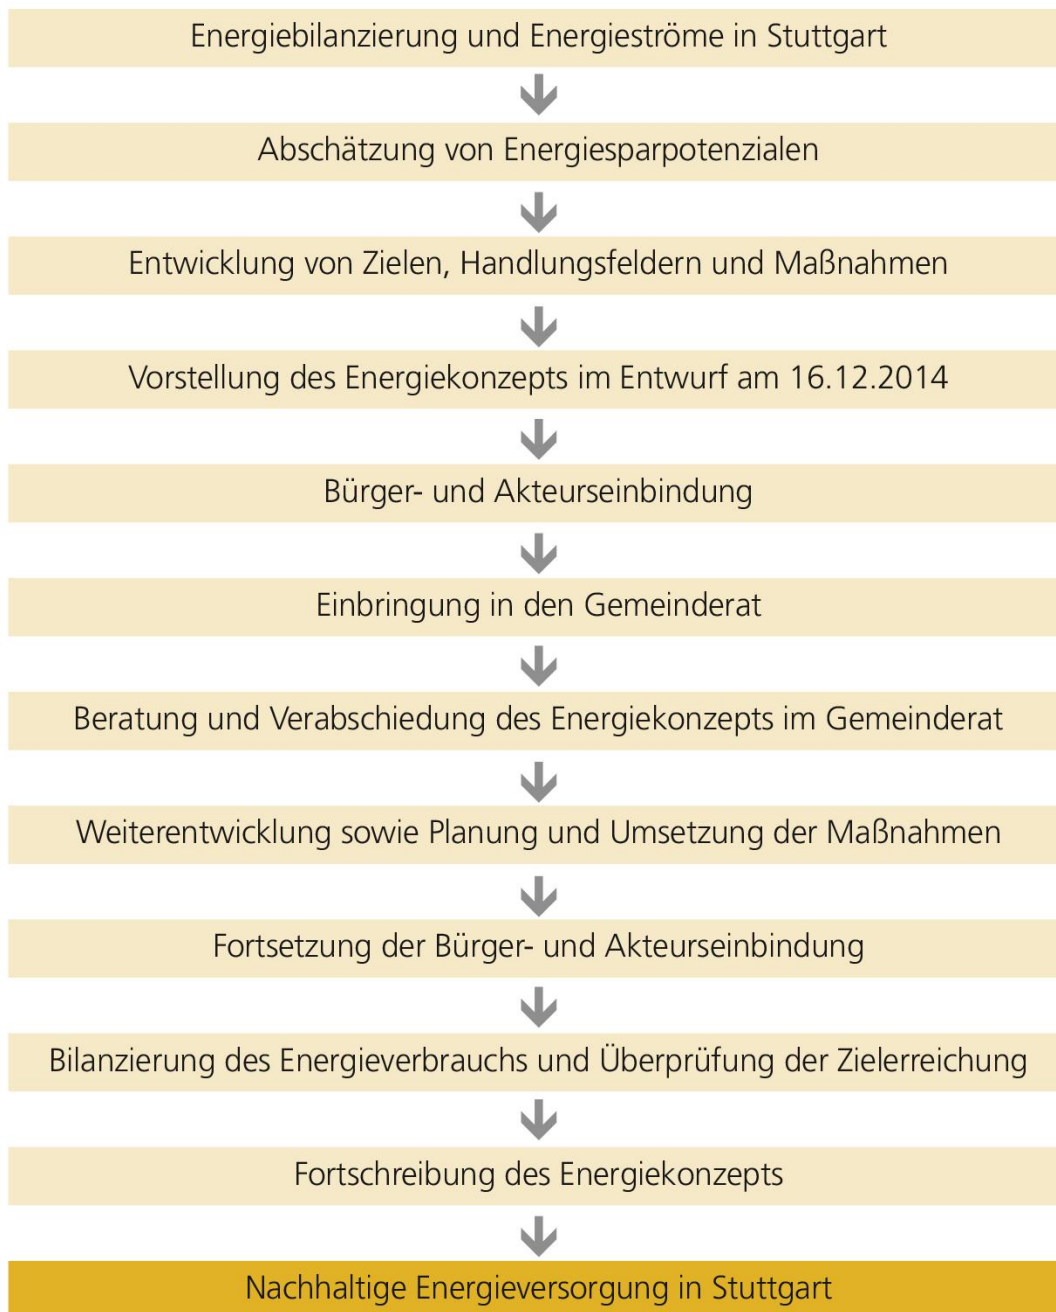 Energiebilanzierung und Energieströme in Stuttgart
Abschätzung von Energiesparpotenzialen
Entwicklung von Zielen, Handlungsfeldern und Maßnahmen
Vorstellung des Energiekonzepts im Entwurf am 16.12.2014
Bürger- und Akteurseinbindung
Einbringung in den Gemeinderat
Beratung und Verabschiedung des Energiekonzepts im Gemeinderat
Weiterentwicklung sowie Planung und Umsetzung der Maßnahmen
Fortsetzung der Bürger- und Akteurseinbindung
Bilanzierung des Energieverbrauchs und Überprüfung der Zielerreichung
Fortschreibung des Energiekonzepts
Nachhaltige Energieversorgung in Stuttgart